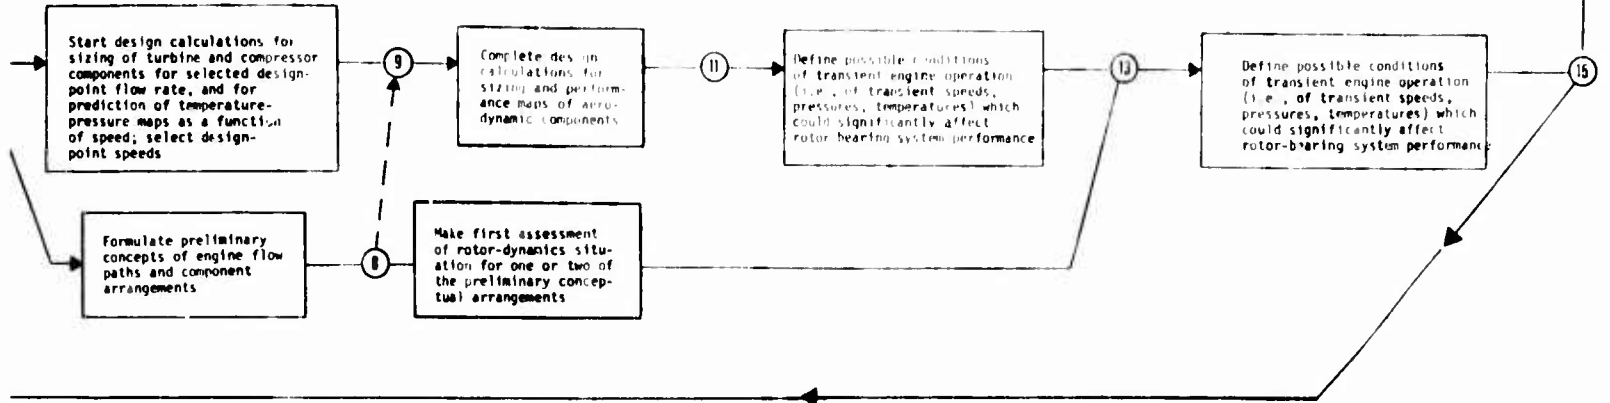 Start design calculations for
sizing of turbine and compressor
components for selected design-
point flow rate, and for
prediction of temperature-
pressure maps as a function
of speed; select design-
point speeds
9
Complete design
calculations for
sizing and perform-
ance maps of aero-
dynamic components
11
Define possible conditions
of transient engine operation
(i.e., of transient speeds,
pressures, temperatures) which
could significantly affect
rotor bearing system performance
13
Define possible conditions
of transient engine operation
(i.e., of transient speeds,
pressures, temperatures) which
could significantly affect
rotor-bearing system performance
15
Formulate preliminary
concepts of engine flow
paths and component
arrangements
8
Make first assessment
of rotor-dynamics situ-
ation for one or two of
the preliminary concep-
tual arrangements